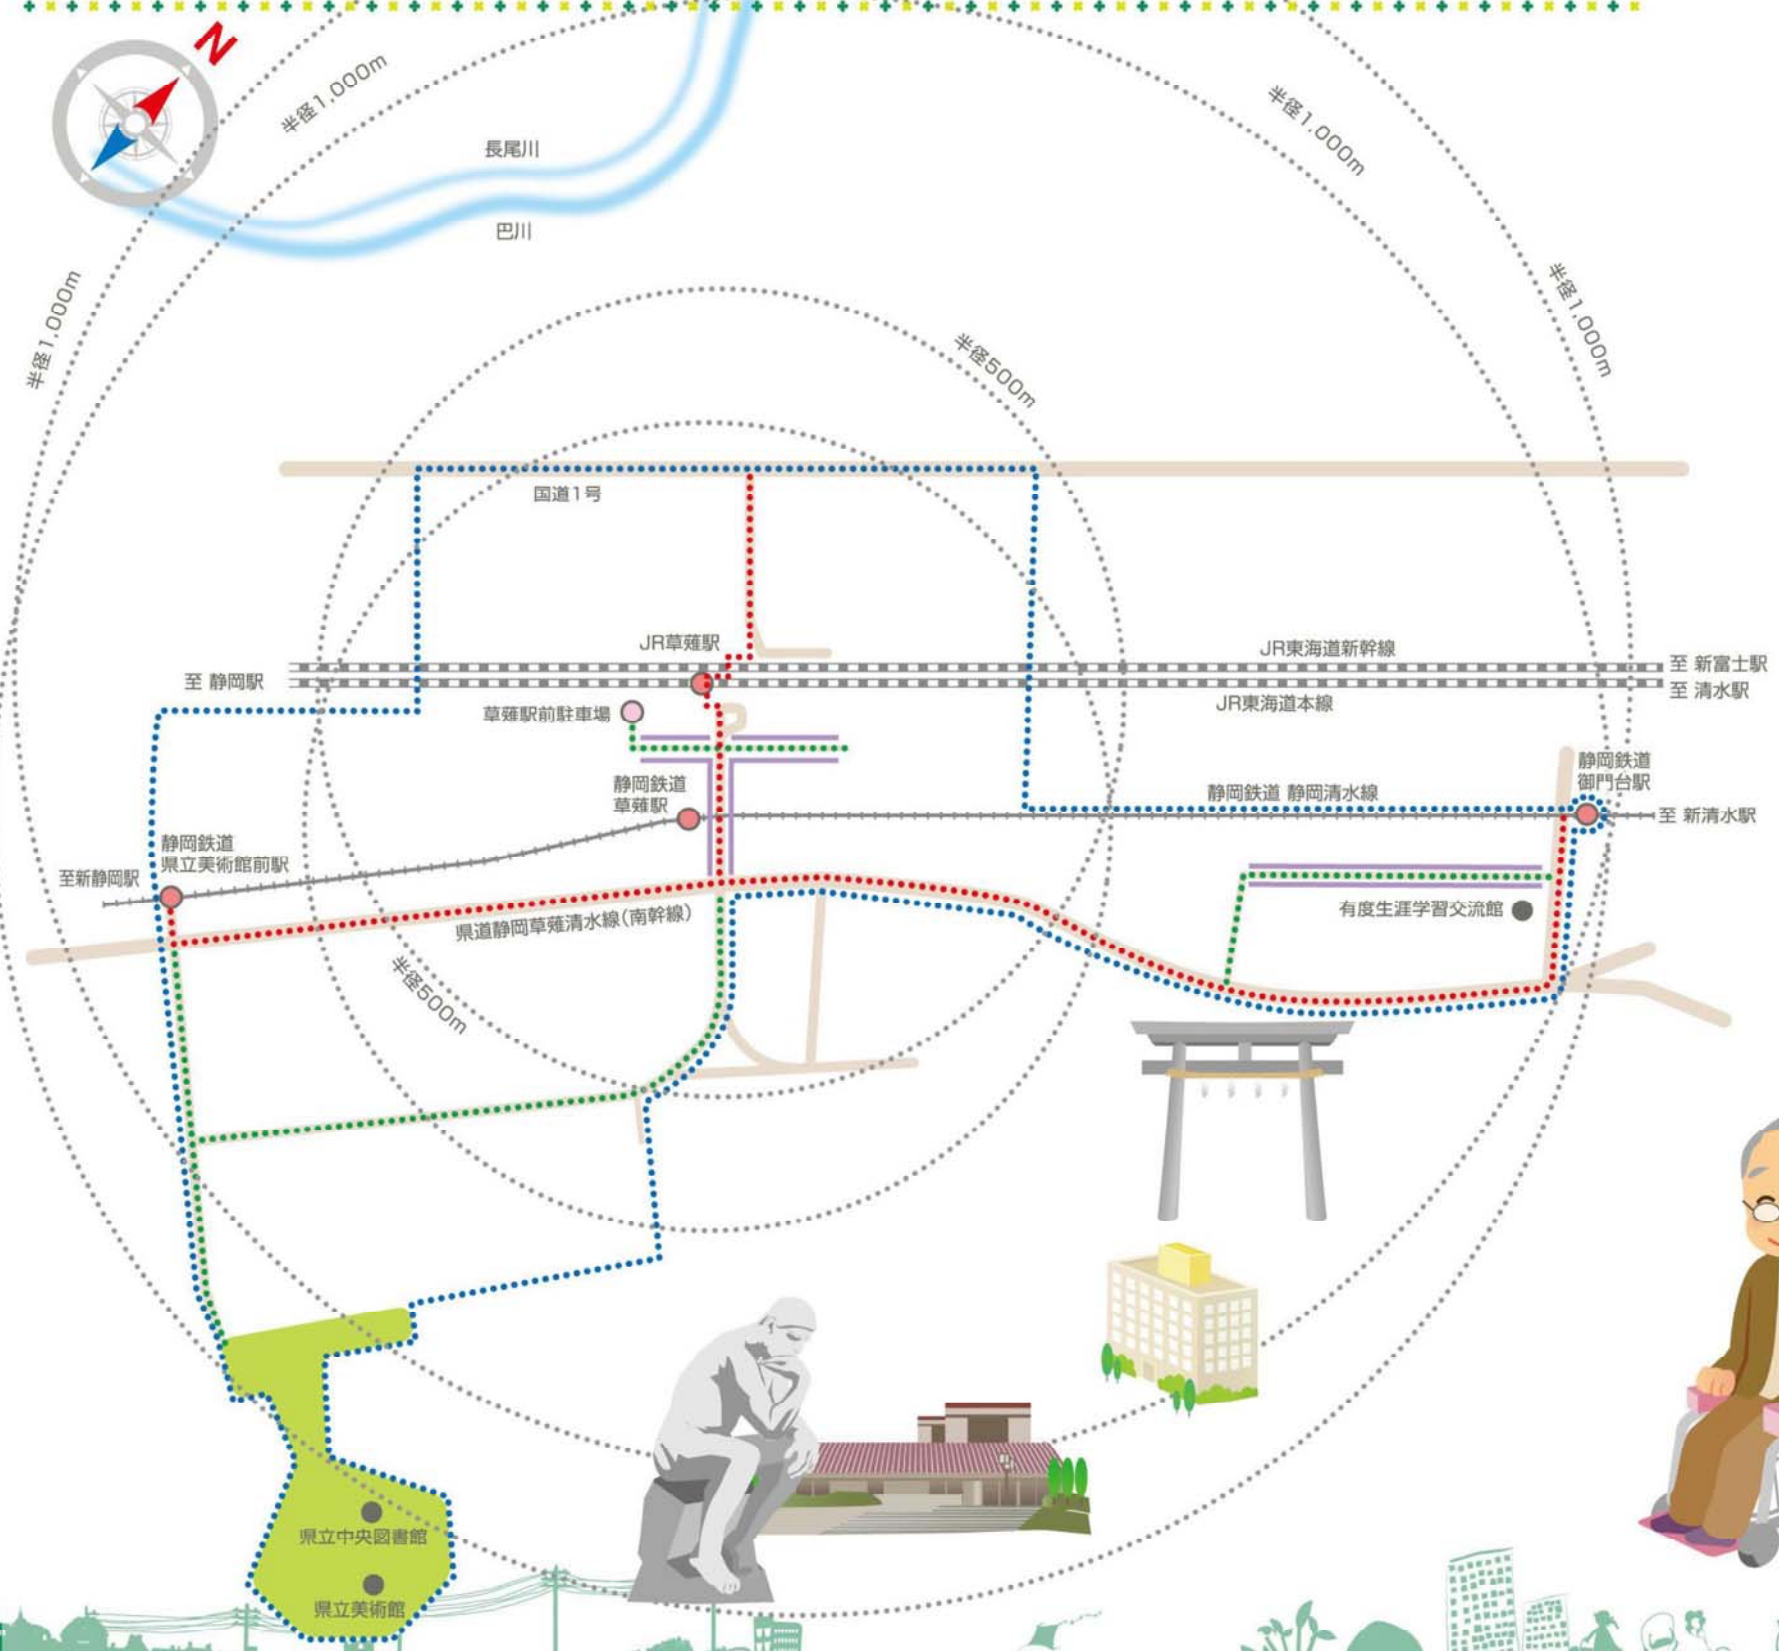 N
半径1,000m
半径1,000m
長尾川
巴川
半径1,000m
半径1,000m
半径500m
国道1号
JR草薙駅
JR東海道新幹線
至 新富士駅
至 静岡駅
至 清水駅
JR東海道本線
草薙駅前駐車場
静岡鉄道
御門台駅
静岡鉄道
草薙駅
静岡鉄道 静岡清水線
至 新清水駅
静岡鉄道
県立美術館前駅
至新静岡駅
有度生涯学習交流館
県道静岡草薙清水線(南幹線)
半径500m
県立中央図書館
県立美術館